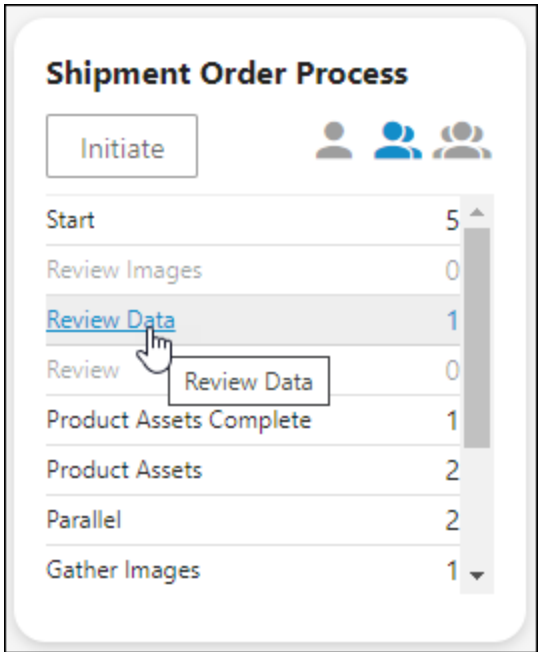 Shipment Order Process
Initiate
Start 5
Review Images 0
Review Data 1
Review 0
Review Data
Product Assets Complete 1
Product Assets 2
Parallel 2
Gather Images 1